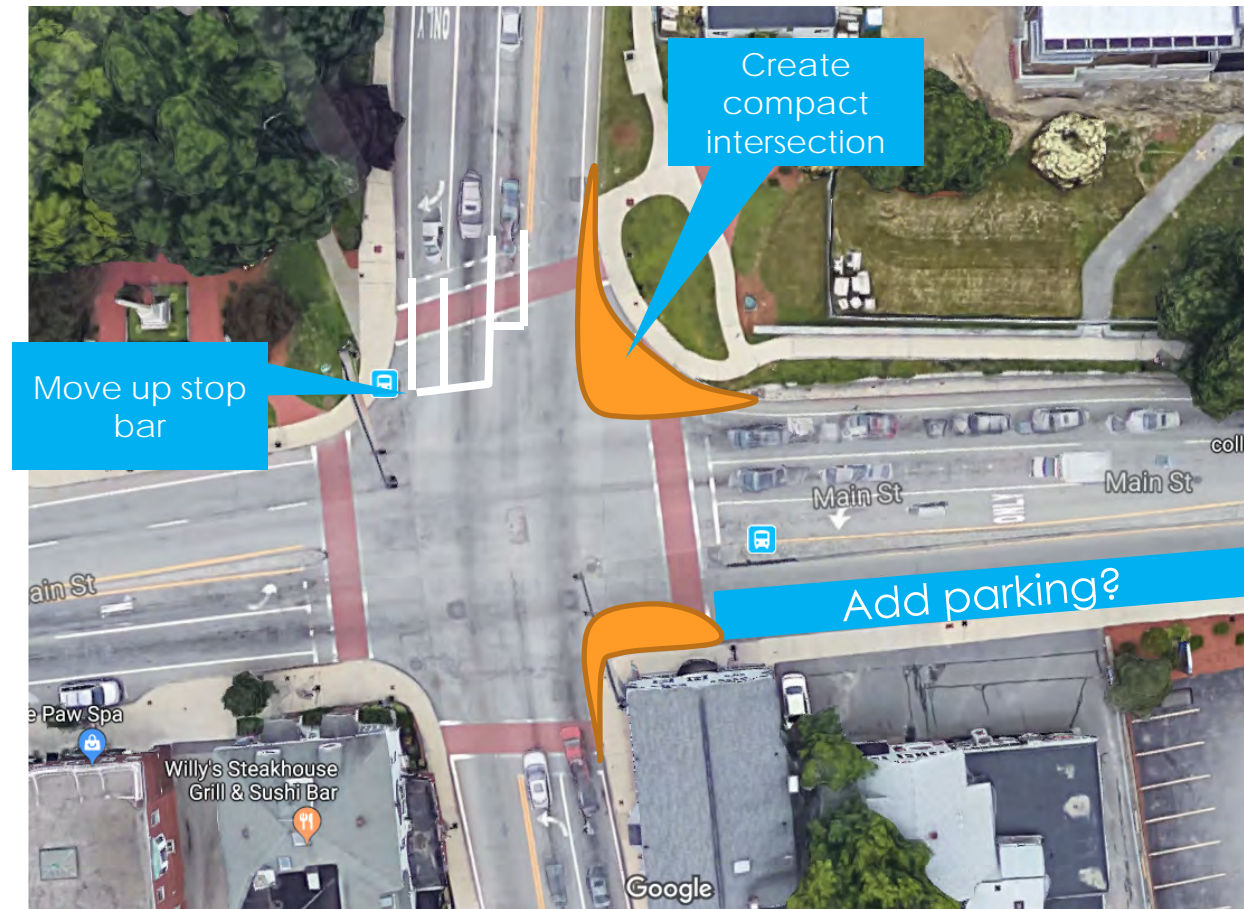 ONLY
Create
compact
intersection
Move up stop
bar
coll
Main St
Main St
ONLY
Add parking?
ain St
e Paw Spa
Willy's Steakhouse
Grill & Sushi Bar
Google